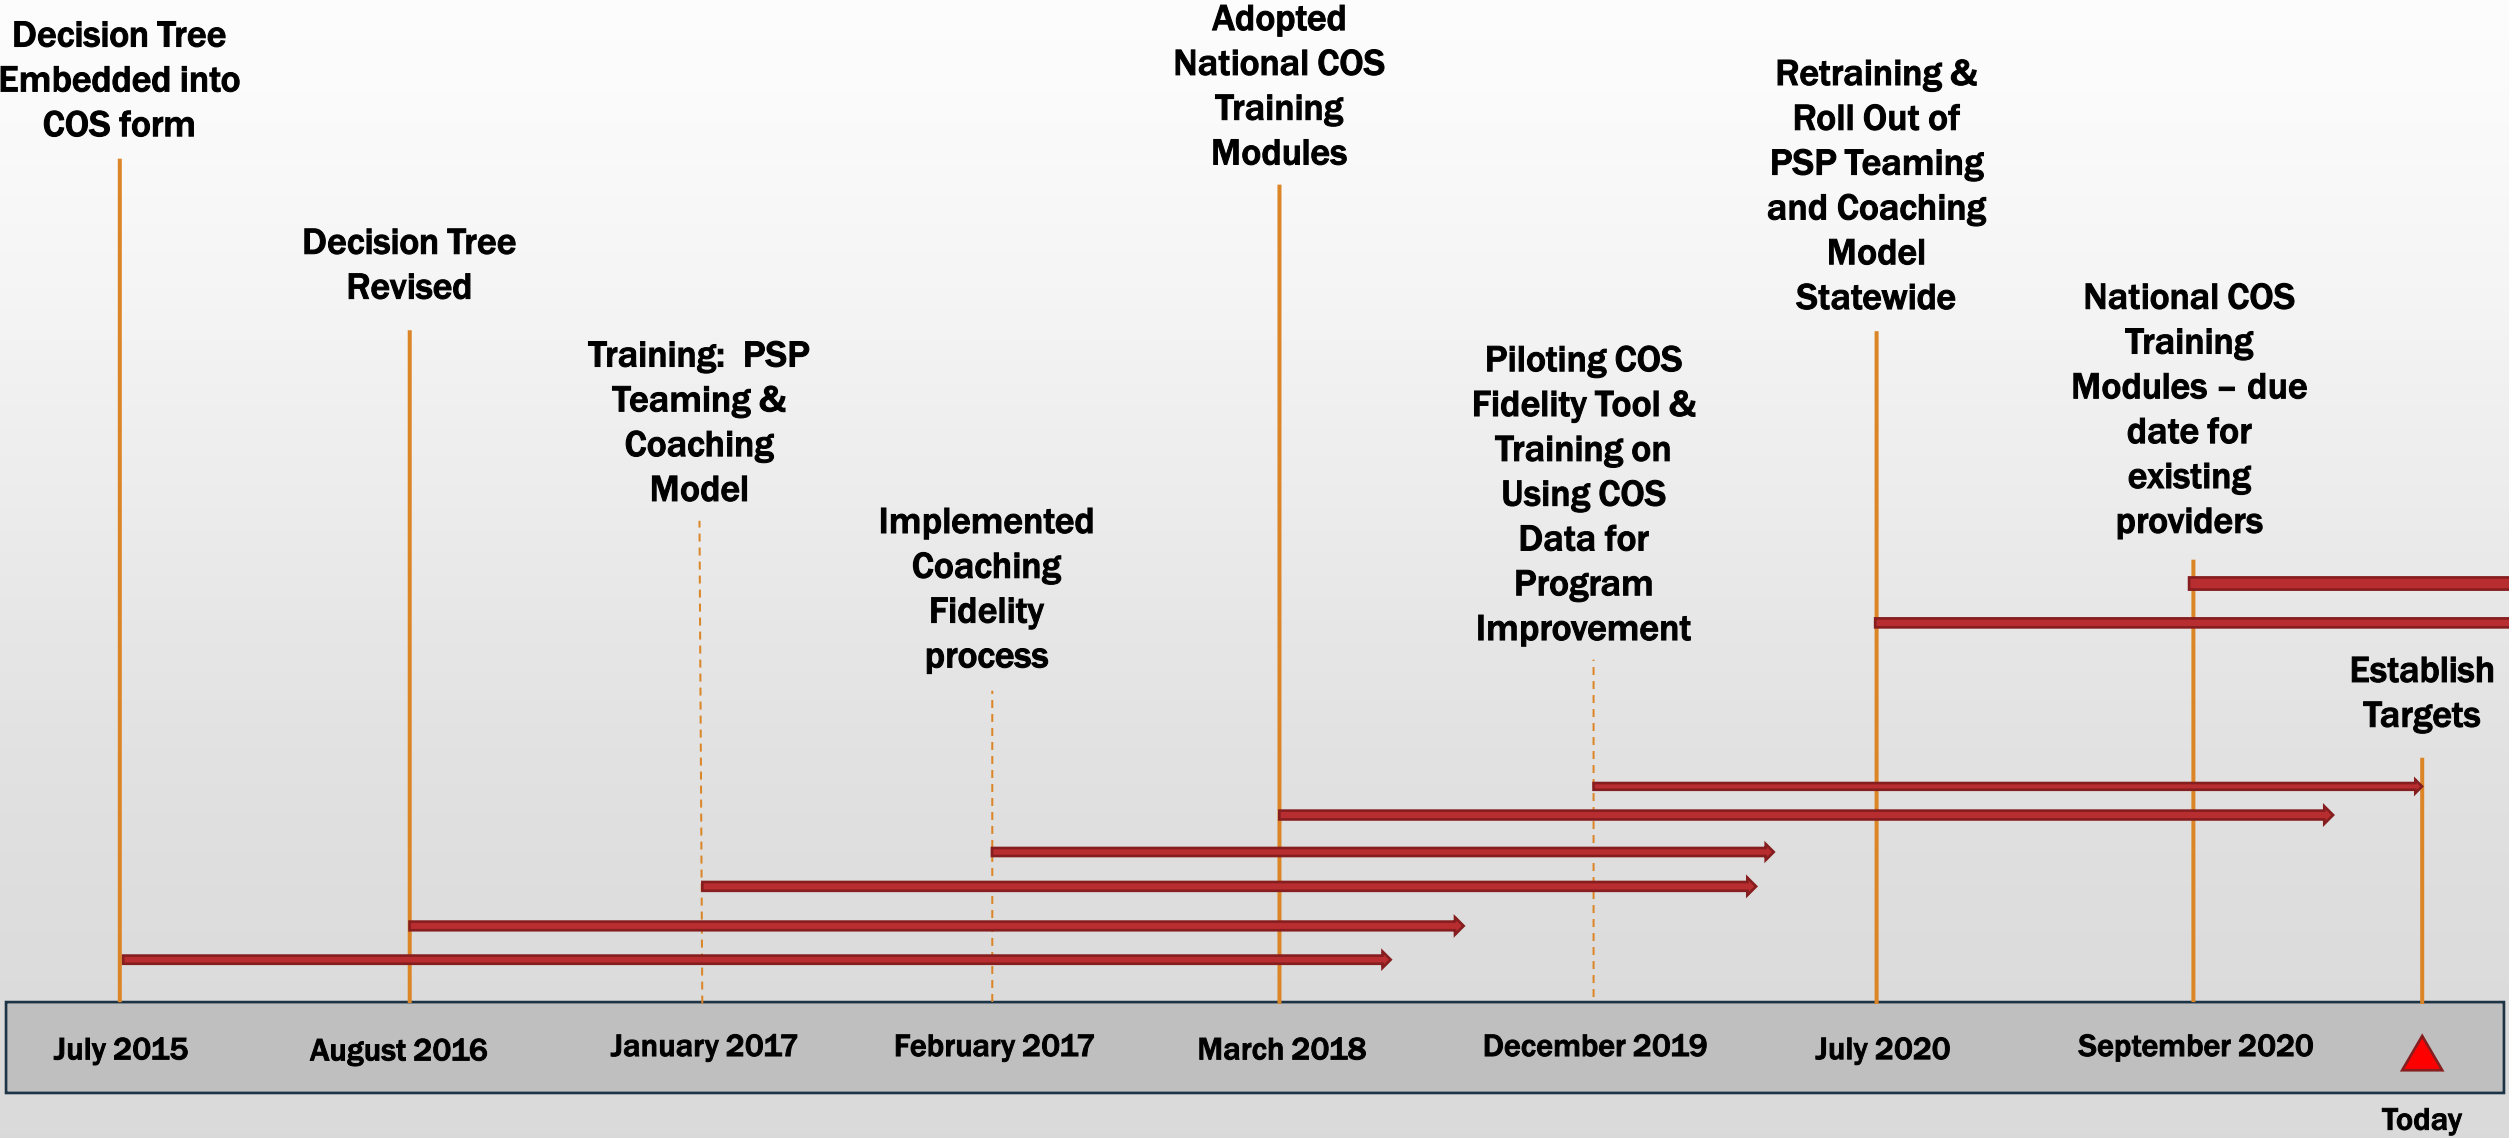 Decision Tree
Embedded into
COS form
Decision Tree
Revised
Training:  PSP
Teaming &
Coaching
Model
Implemented
Coaching
Fidelity
process
Adopted
National COS
Training
Modules
Piloting COS
Fidelity Tool &
Training on
Using COS
Data for
Program
Improvement
Retraining &
Roll Out of
PSP Teaming
and Coaching
Model
Statewide
National COS
Training
Modules – due
date for
existing
providers
Establish
Targets
July 2015
August 2016
January 2017
February 2017
March 2018
December 2019
July 2020
September 2020
Today